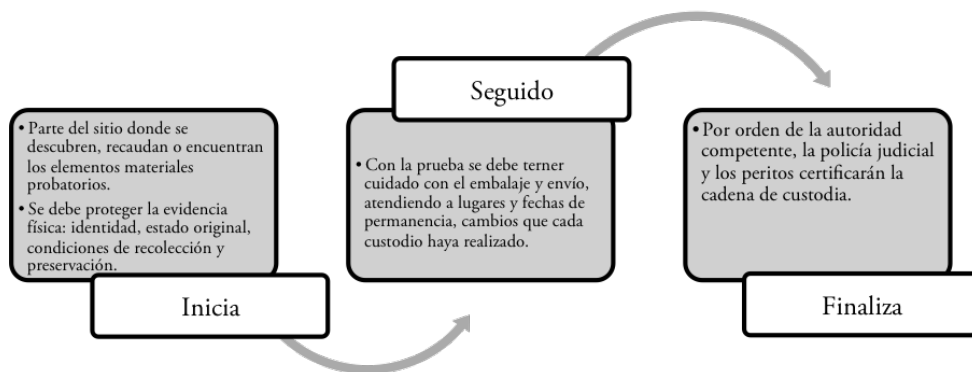 • Parte del sitio donde se
descubren, recaudan o encuentran
los elementos materiales
probatorios.
• Se debe proteger la evidencia
física: identidad, estado original,
condiciones de recolección y
preservación.
Inicia
Seguido
• Con la prueba se debe terner
cuidado con el embalaje y envío,
atendiendo a lugares y fechas de
permanencia, cambios que cada
custodio haya realizado.
• Por orden de la autoridad
competente, la policía judicial
y los peritos certificarán la
cadena de custodia.
Finaliza